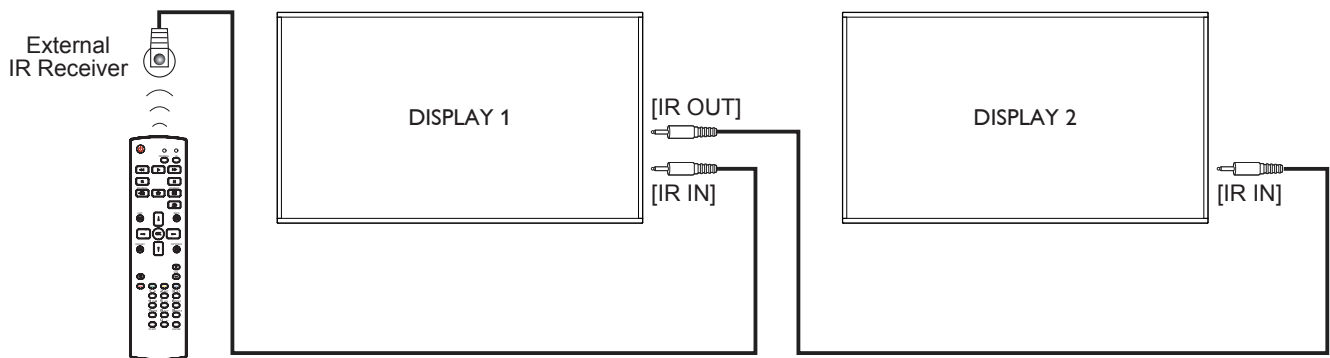 External
IR Receiver
DISPLAY 1
[IR OUT]
[IR IN]
DISPLAY 2
[IR IN]